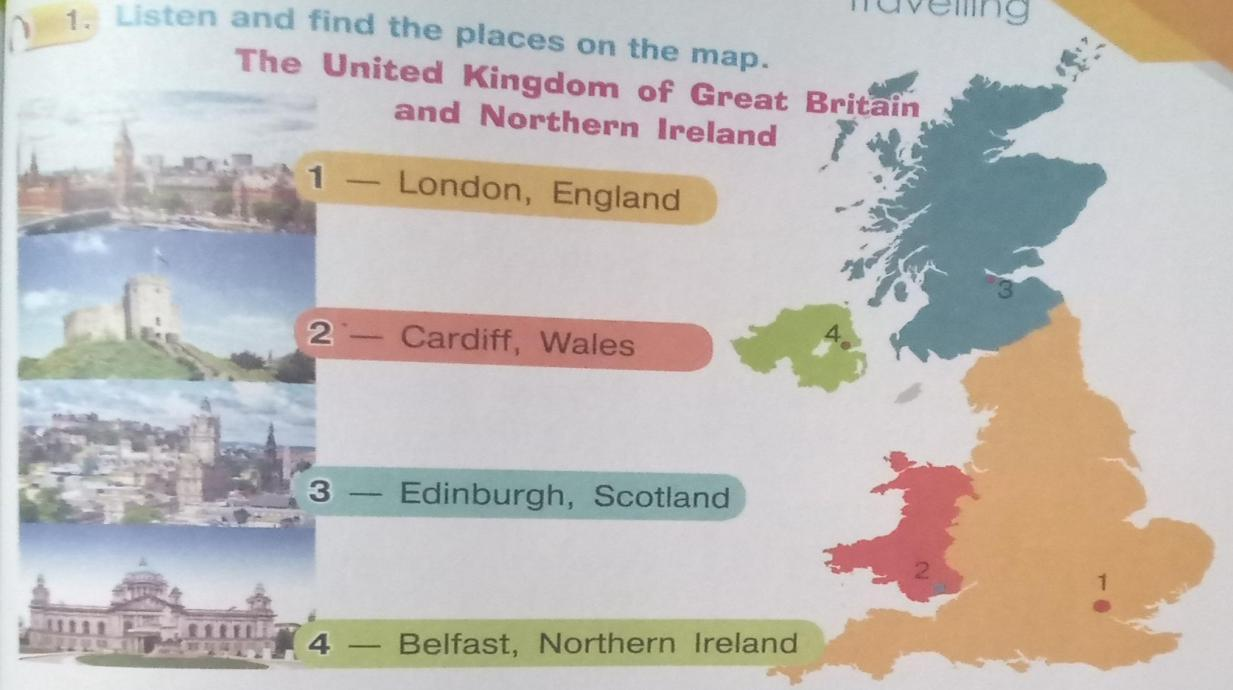 Travelling
1. Listen and find the places on the map.
The United Kingdom of Great Britain
and Northern Ireland
1 — London, England
2 — Cardiff, Wales
3 — Edinburgh, Scotland
4 — Belfast, Northern Ireland
3
4
2
1